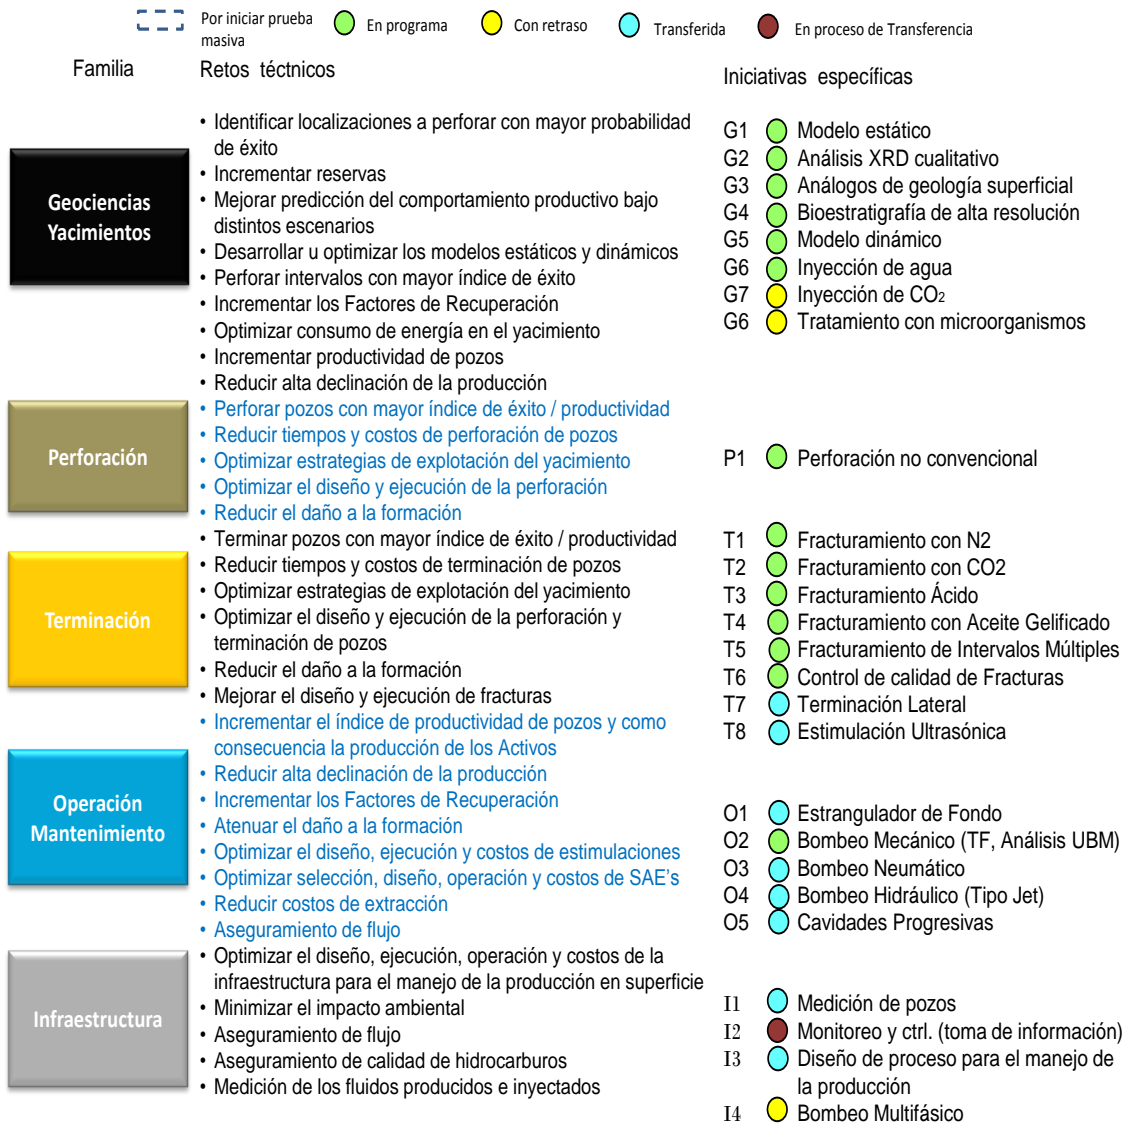 Por iniciar prueba
masiva
En programa
Con retraso
Transferida
En proceso de Transferencia
Familia
Retos téctnicos
Iniciativas específicas
Geociencias
Yacimientos
• Identificar localizaciones a perforar con mayor probabilidad
de éxito
• Incrementar reservas
• Mejorar predicción del comportamiento productivo bajo
distintos escenarios
• Desarrollar u optimizar los modelos estáticos y dinámicos
• Perforar intervalos con mayor índice de éxito
• Incrementar los Factores de Recuperación
• Optimizar consumo de energía en el yacimiento
• Incrementar productividad de pozos
• Reducir alta declinación de la producción
G1 Modelo estático
G2 Análisis XRD cualitativo
G3 Análogos de geología superficial
G4 Bioestratigrafía de alta resolución
G5 Modelo dinámico
G6 Inyección de agua
G7 Inyección de CO2
G6 Tratamiento con microorganismos
Perforación
• Perforar pozos con mayor índice de éxito / productividad
• Reducir tiempos y costos de perforación de pozos
• Optimizar estrategias de explotación del yacimiento
• Optimizar el diseño y ejecución de la perforación
• Reducir el daño a la formación
P1 Perforación no convencional
Terminación
• Terminar pozos con mayor índice de éxito / productividad
• Reducir tiempos y costos de terminación de pozos
• Optimizar estrategias de explotación del yacimiento
• Optimizar el diseño y ejecución de la perforación y
terminación de pozos
• Reducir el daño a la formación
• Mejorar el diseño y ejecución de fracturas
T1 Fracturamiento con N2
T2 Fracturamiento con CO2
T3 Fracturamiento Ácido
T4 Fracturamiento con Aceite Gelificado
T5 Fracturamiento de Intervalos Múltiples
T6 Control de calidad de Fracturas
T7 Terminación Lateral
T8 Estimulación Ultrasónica
Operación
Mantenimiento
• Incrementar el índice de productividad de pozos y como
consecuencia la producción de los Activos
• Reducir alta declinación de la producción
• Incrementar los Factores de Recuperación
• Atenuar el daño a la formación
• Optimizar el diseño, ejecución y costos de estimulaciones
• Optimizar selección, diseño, operación y costos de SAE's
• Reducir costos de extracción
• Aseguramiento de flujo
O1 Estrangulador de Fondo
O2 Bombeo Mecánico (TF, Análisis UBM)
O3 Bombeo Neumático
O4 Bombeo Hidráulico (Tipo Jet)
O5 Cavidades Progresivas
Infraestructura
• Optimizar el diseño, ejecución, operación y costos de la
infraestructura para el manejo de la producción en superficie
• Minimizar el impacto ambiental
• Aseguramiento de flujo
• Aseguramiento de calidad de hidrocarburos
• Medición de los fluidos producidos e inyectados
I1 Medición de pozos
I2 Monitoreo y ctrl. (toma de información)
I3 Diseño de proceso para el manejo de
la producción
I4 Bombeo Multifásico